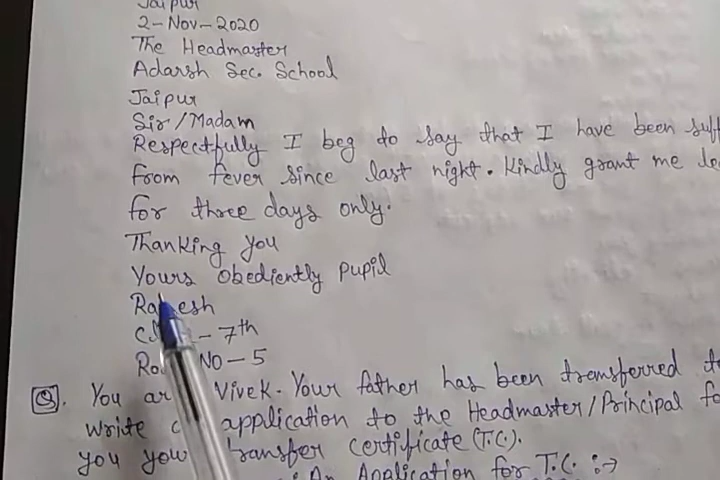 Jaipur
2-Nov-2020
The Headmaster
Adarsh Sec. School
Jaipur
Sir/Madam
Respectfully I beg to say that I have been
from fever since last night. Kindly grant me
for three days only.
Thanking you
Yours Obediently Pupil
- 7th
No - 5
Q. You Vivek. Your father has been transferred
write application to the Headmaster/Principal
you transfer certificate (T.C.).
An Application for T.C. :→